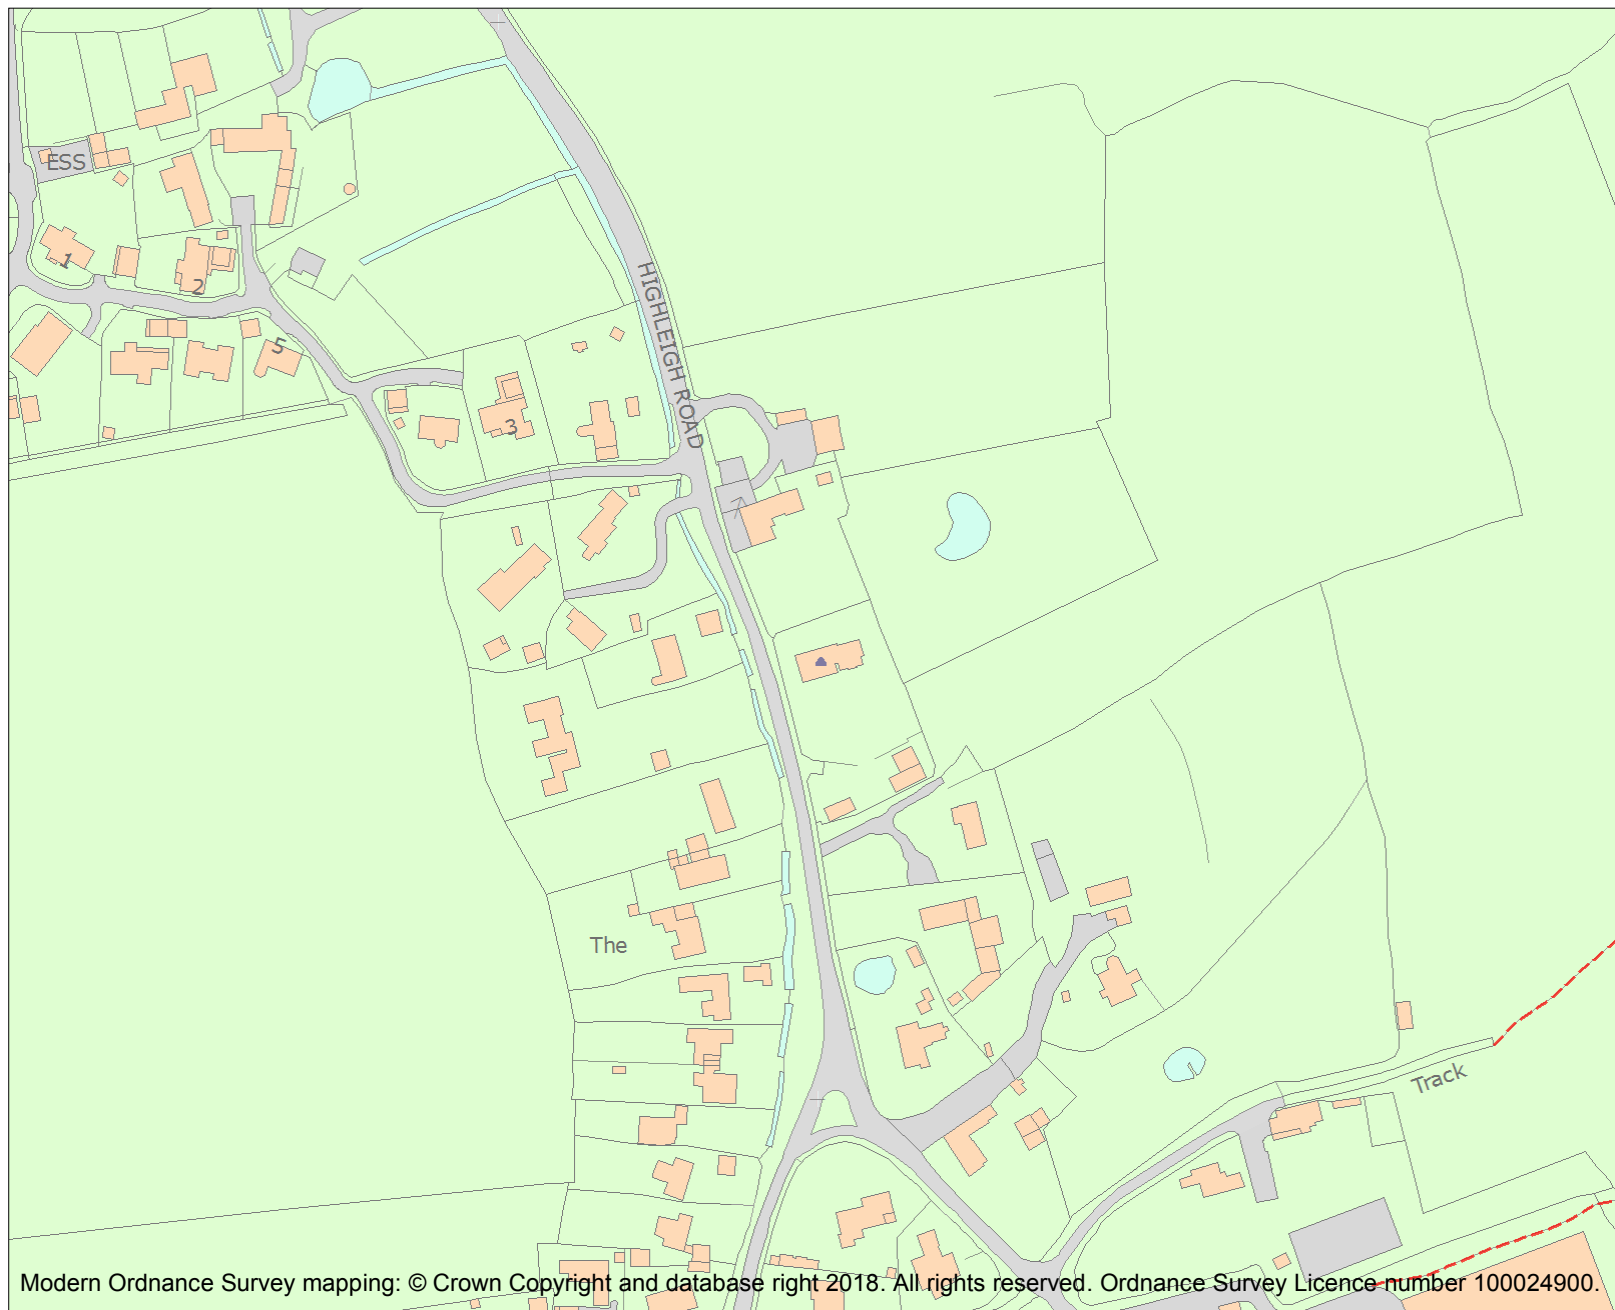 ESS
1
2
HIGHLEIGH ROAD
5
3
The
Track
Modern Ordnance Survey mapping: © Crown Copyright and database right 2018. All rights reserved. Ordnance Survey Licence number 100024900.